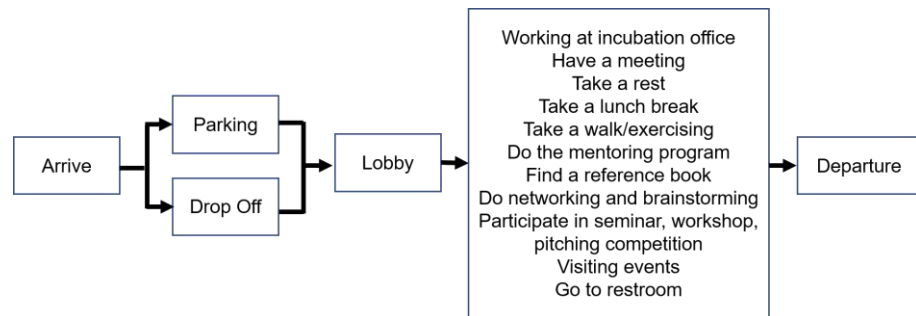 Arrive
Parking
Drop Off
Lobby
Working at incubation office
Have a meeting
Take a rest
Take a lunch break
Take a walk/exercising
Do the mentoring program
Find a reference book
Do networking and brainstorming
Participate in seminar, workshop,
pitching competition
Visiting events
Go to restroom
Departure